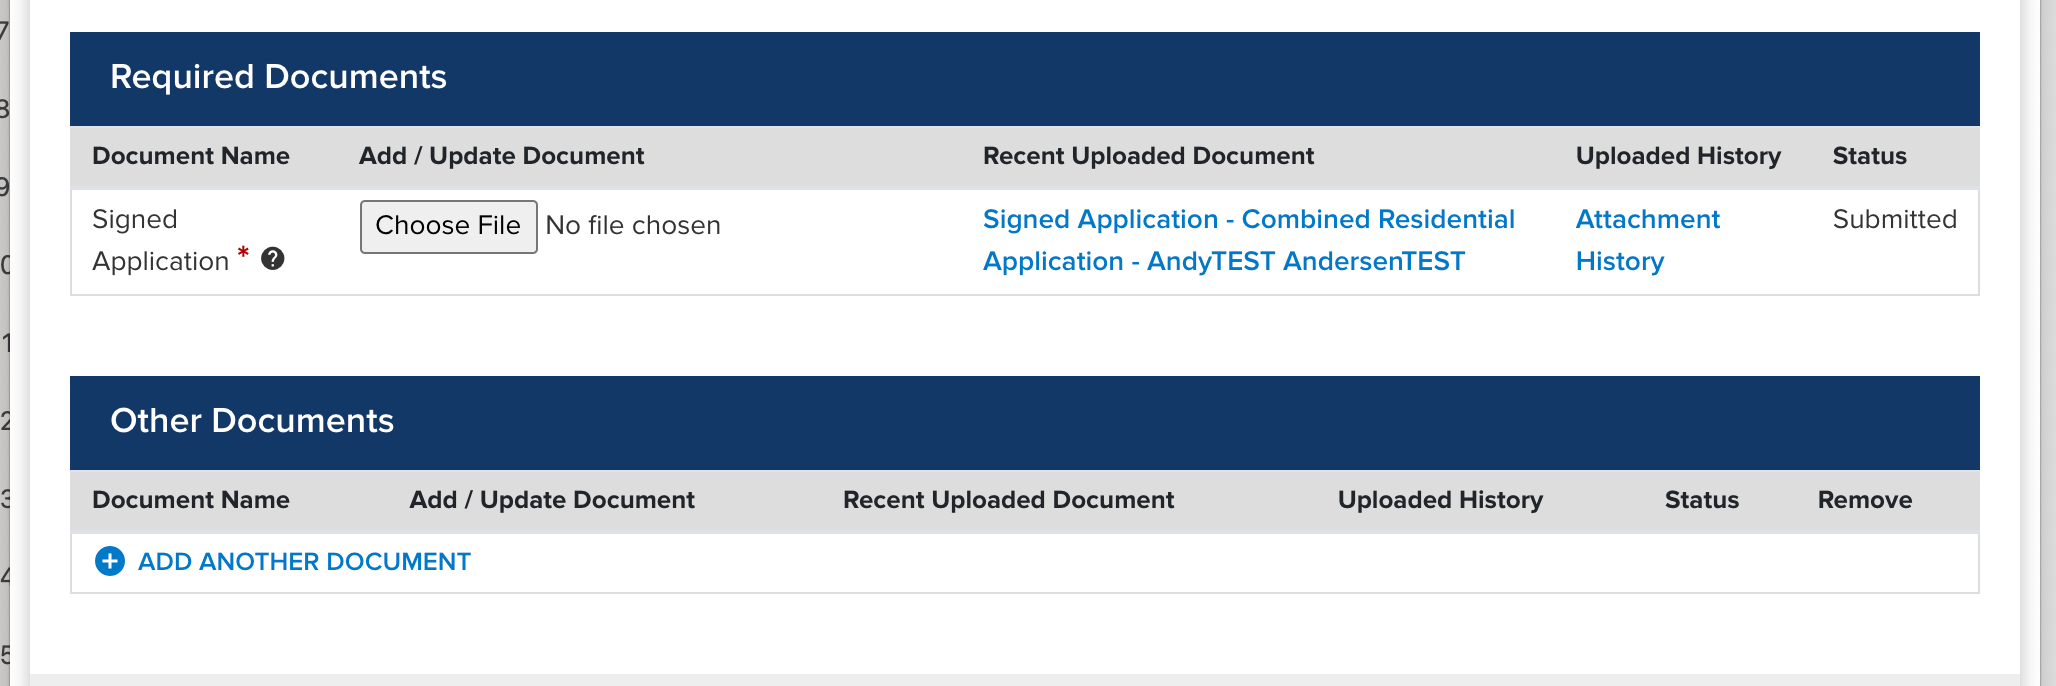 Required Documents
Document Name Add / Update Document Recent Uploaded Document Uploaded History Status
Signed Choose File No file chosen Signed Application - Combined Residential Attachment Submitted
Application * ? Application - AndyTEST AndersenTEST History
Other Documents
Document Name Add / Update Document Recent Uploaded Document Uploaded History Status Remove
ADD ANOTHER DOCUMENT